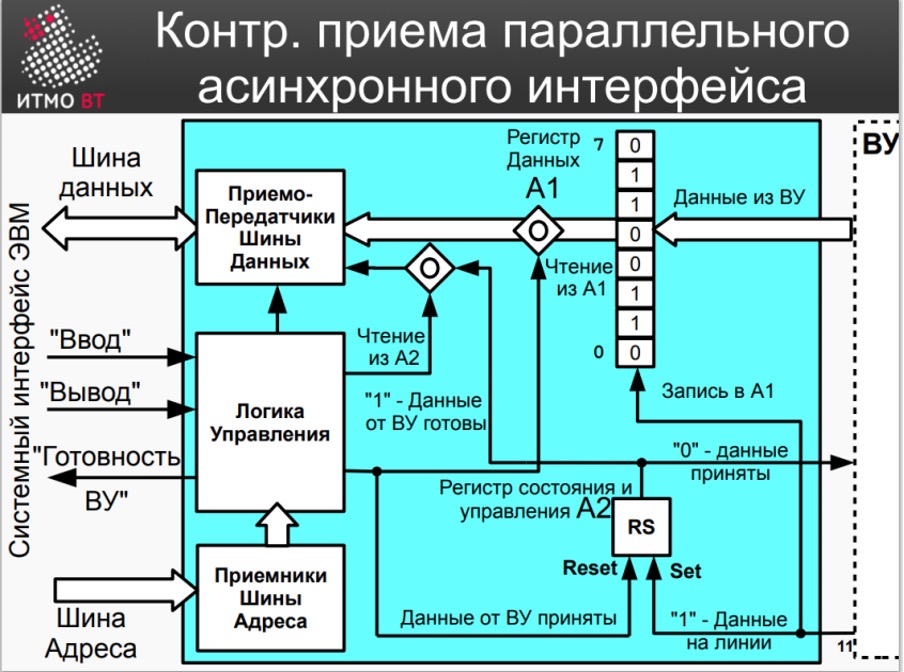 Контр. приема параллельного
асинхронного интерфейса
ИТМО ВТ
Системный интерфейс ЭВМ
Шина
данных
"Ввод"
"Вывод"
"Готовность
ВУ"
Шина
Адреса
Приемо-
Передатчики
Шины
Данных
Логика
Управления
Приемники
Шины
Адреса
Чтение
из А2
"1" - Данные
от ВУ готовы
Регистр
Данных
А1
7
0
1
1
0
0
1
1
0
0
Чтение
из А1
Данные из ВУ
ВУ
Запись в А1
"0" - данные
приняты
Регистр состояния и
управления А2
RS
Reset
Set
Данные от ВУ приняты
"1" - Данные
на линии
11